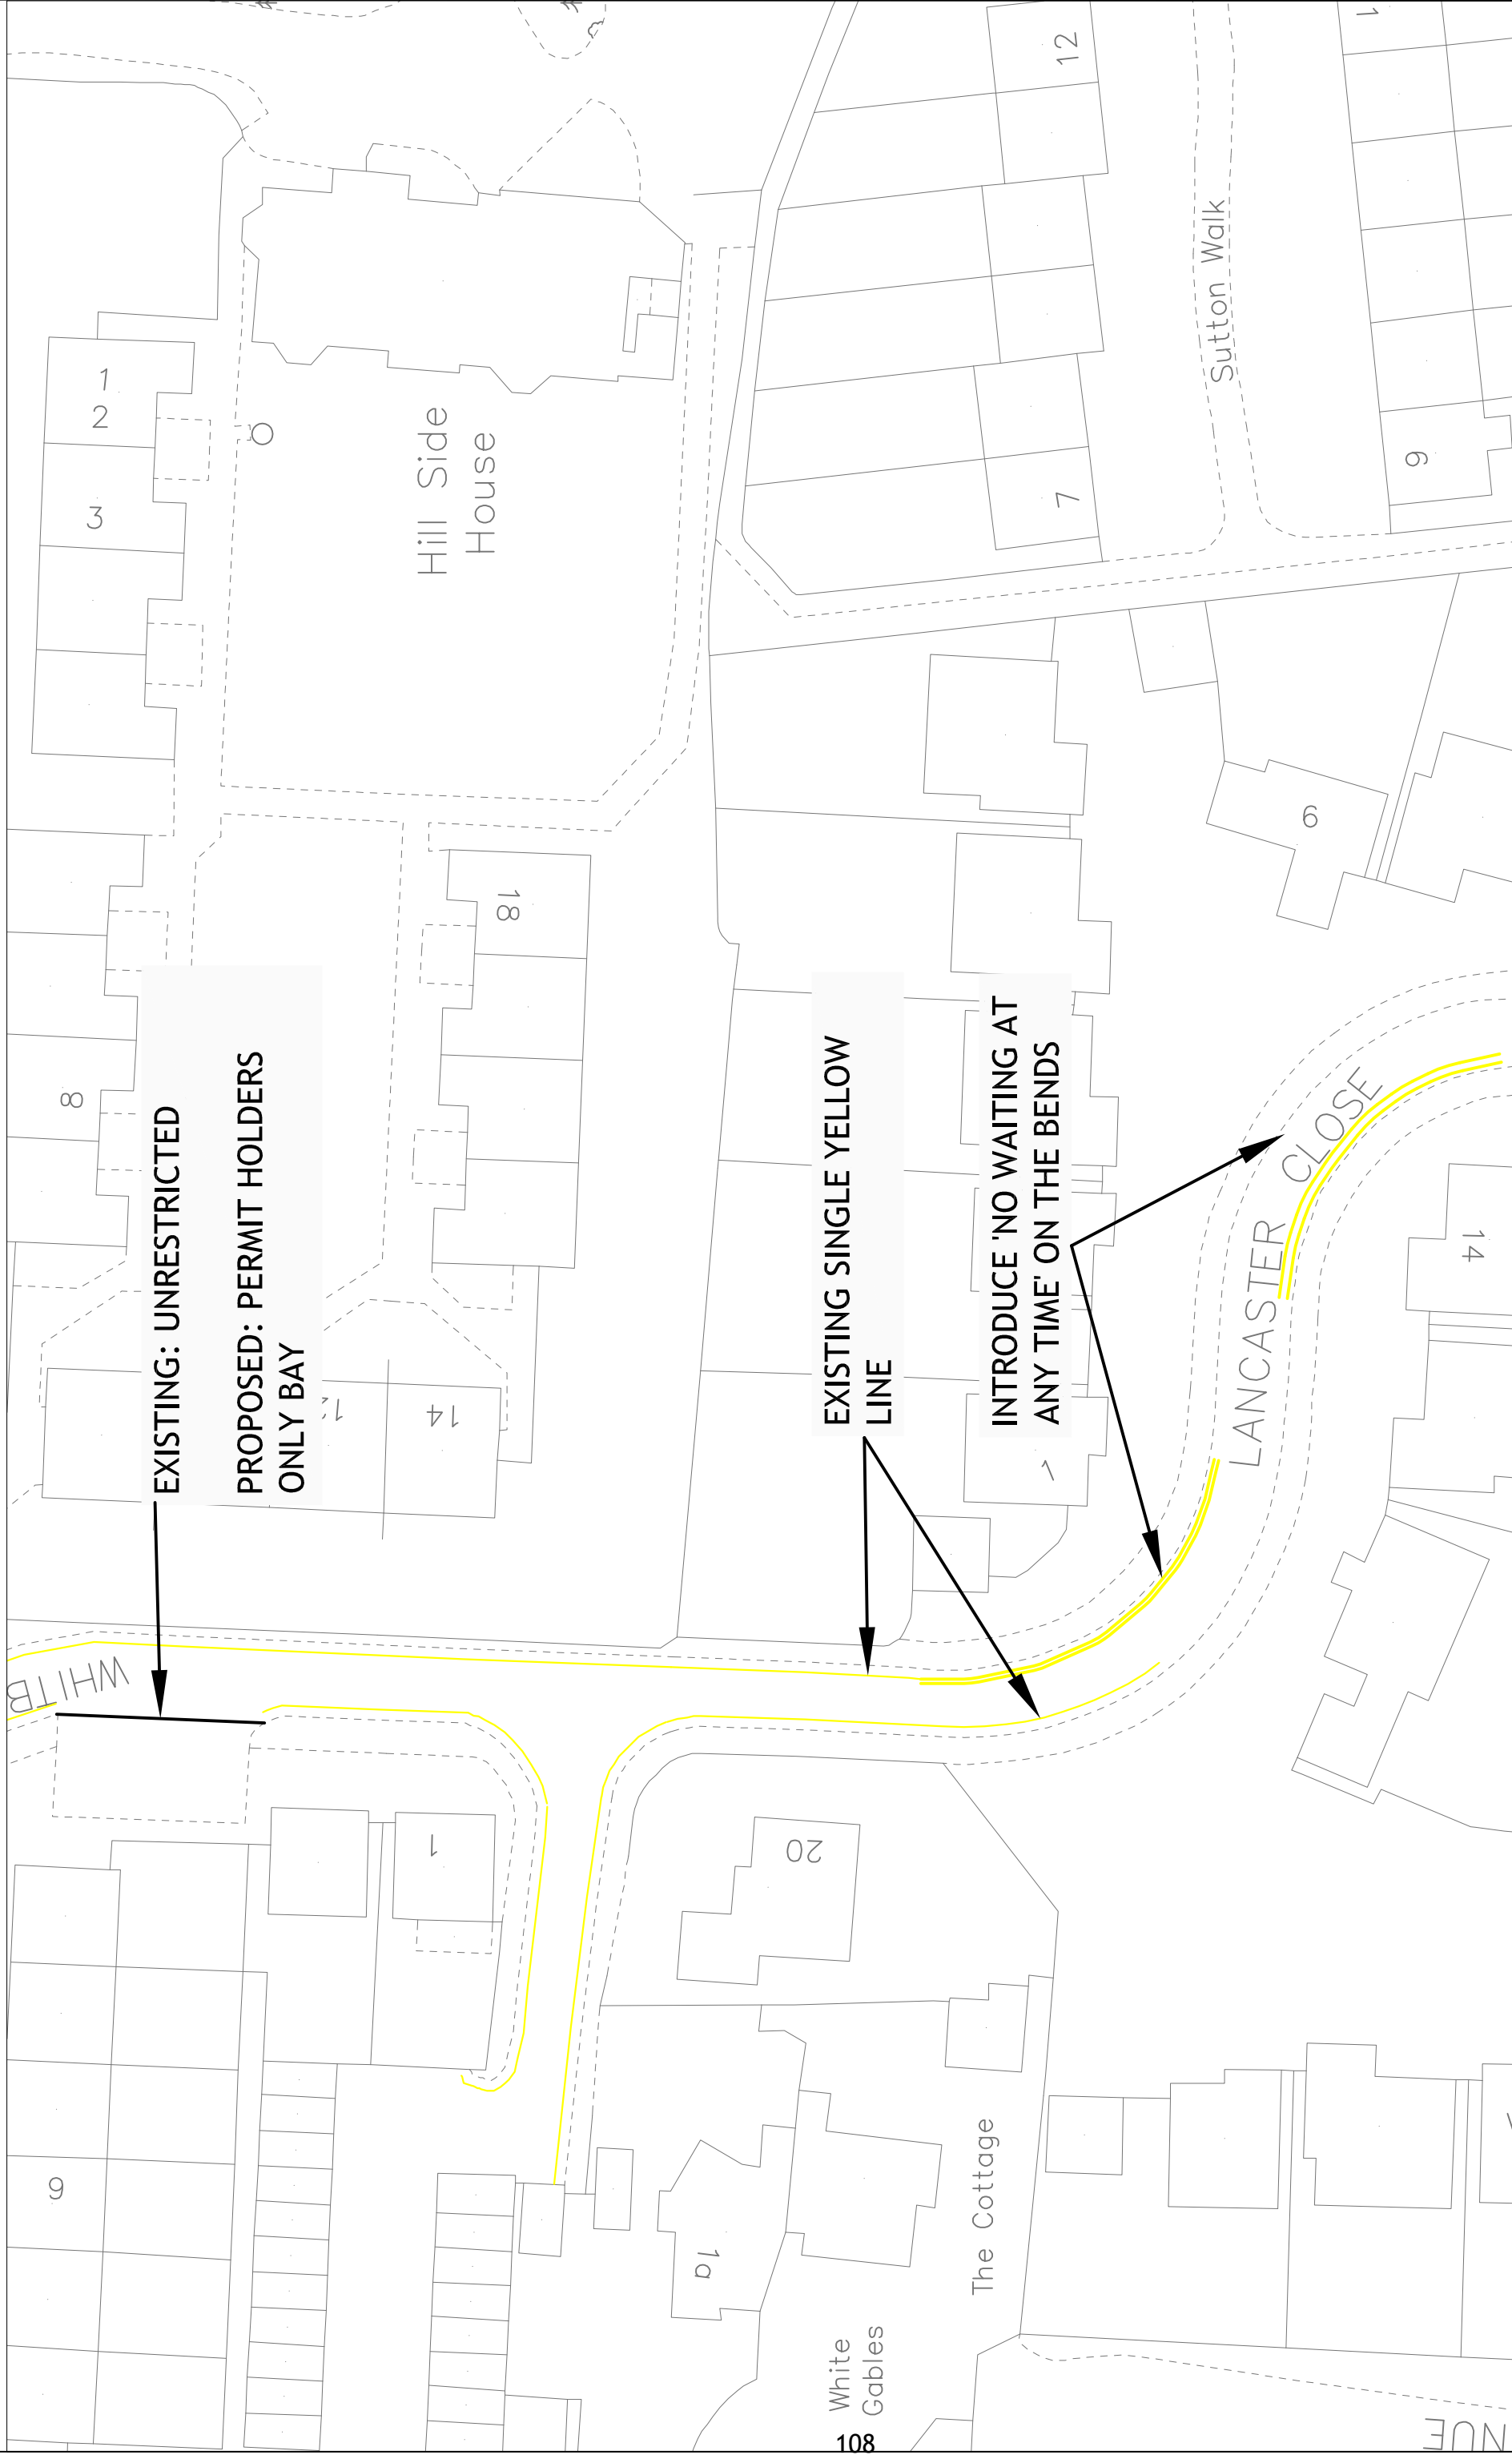 EXISTING: UNRESTRICTED
PROPOSED: PERMIT HOLDERS
ONLY BAY
EXISTING SINGLE YELLLOW
LINE
INTRODUCE 'NO WAITING AT
ANY TIME' ON THE BENDS
Hill Side
House
Sutton Walk
LANCASTER CLOSE
WHITB
The Cottage
White
Gables
NUE
1
2
3
8
18
14
12
7
9
6
14
1
20
1a
9
108